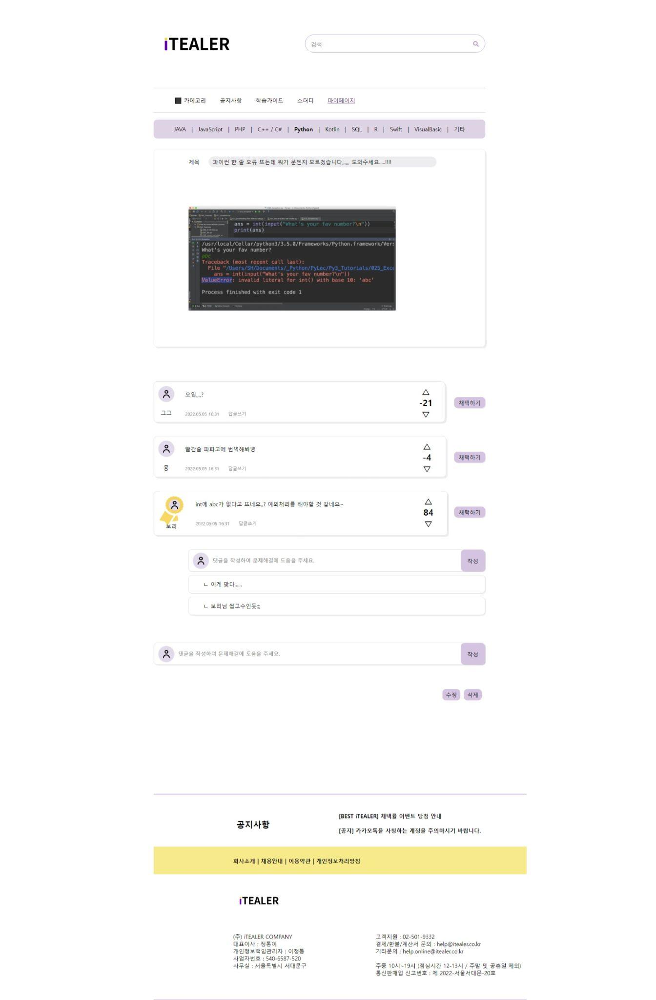 iTEALER
검색
카테고리 공지사항 학습가이드 스터디 마이페이지
JAVA | JavaScript | PHP | C++ / C# | Python | Kotlin | SQL | R | Swift | VisualBasic | 기타
제목 파이썬 한 줄 오류 뜨는데 뭐가 문젠지 모르겠습니다,,,,,, 도와주세요.....!!!!
ans = int(input("What's your fav number?\n"))
print(ans)
/usr/local/Cellar/python3/3.5.0/Frameworks/Python.framework/Vers
What's your fav number?
abc
Traceback (most recent call last):
File "/Users/SH/Documents/_Python/PyLec/Py3_Tutorials/025_Exce
ans = int(input("What's your fav number?\n"))
ValueError: invalid literal for int() with base 10: 'abc'
Process finished with exit code 1
오잉,,,,?
-21
채택하기
그그
2022.05.05 16:31 답글쓰기
빨간줄 파파고에 번역해봐영
-4
채택하기
묭
2022.05.05 16:31 답글쓰기
int에 abc가 없다고 뜨네요,.? 예외처리를 해야할 것 같네요~
84
채택하기
보리
2022.05.05 16:31 답글쓰기
댓글을 작성하여 문제해결에 도움을 주세요.
작성
ㄴ 이게 맞다......
ㄴ 보리님 씹고수인듯;;;
댓글을 작성하여 문제해결에 도움을 주세요.
작성
수정 삭제
공지사항
[BEST iTEALER] 채택률 이벤트 당첨 안내
[공지] 카카오톡을 사칭하는 계정을 주의하시기 바랍니다.
회사소개 | 채용안내 | 이용약관 | 개인정보처리방침
iTEALER
(주) iTEALER COMPANY
대표이사 : 정통이
개인정보책임관리자 : 이정통
사업자번호 : 540-6587-520
사무실 : 서울특별시 서대문구
고객지원 : 02-501-9332
결제/환불/계산서 문의 : help@itealer.co.kr
기타문의 : help.online@itealer.co.kr
주중 10시~19시 (점심시간 12-13시 / 주말 및 공휴일 제외)
통신판매업 신고번호 : 제 2022-서울서대문-20호